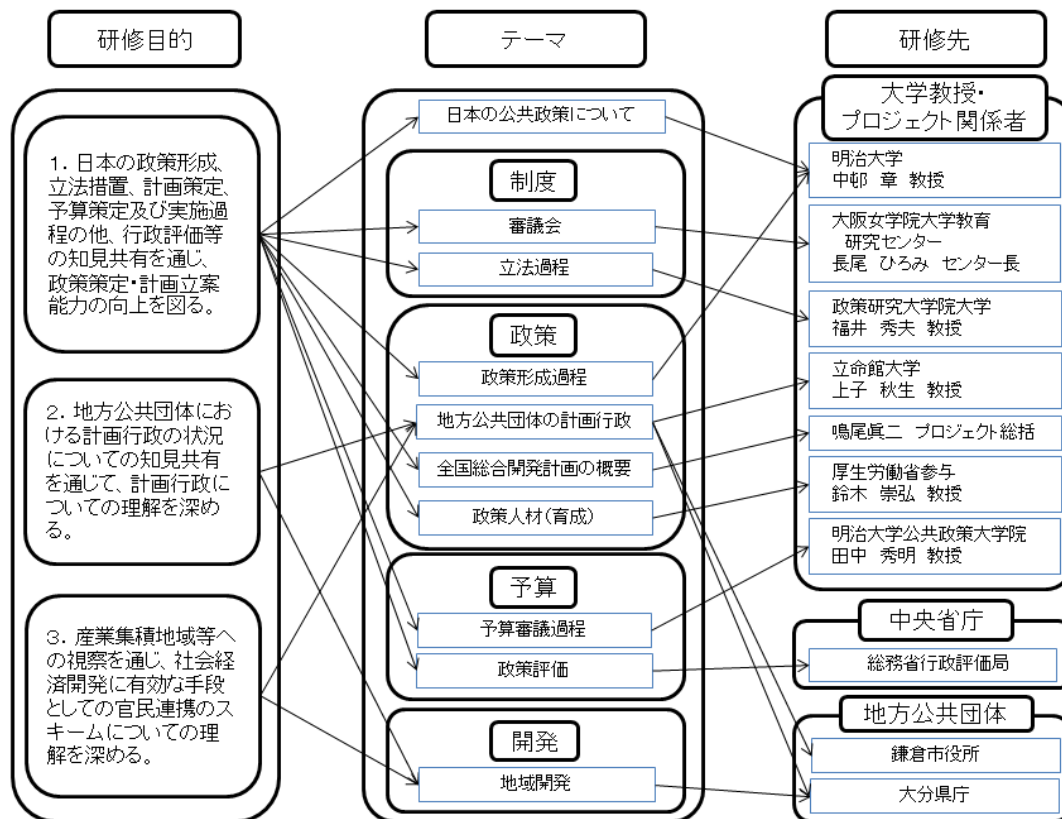 研修目的
1．日本の政策形成、
立法措置、計画策定、
予算策定及び実施過
程の他、行政評価等
の知見共有を通じ、
政策策定・計画立案
能力の向上を図る。
2．地方公共団体にお
ける計画行政の状況
についての知見共有
を通じて、計画行政に
ついての理解を深め
る。
3．産業集積地域等へ
の視察を通じ、社会経
済開発に有効な手段
としての官民連携のス
キームについての理
解を深める。
テーマ
日本の公共政策について
制度
審議会
立法過程
政策
政策形成過程
地方公共団体の計画行政
全国総合開発計画の概要
政策人材（育成）
予算
予算審議過程
政策評価
開発
地域開発
研修先
大学教授・
プロジェクト関係者
明治大学
中邨 章 教授
大阪女学院大学教育
研究センター
長尾 ひろみ センター長
政策研究大学院大学
福井 秀夫 教授
立命館大学
上子 秋生 教授
鳴尾眞二 プロジェクト総括
厚生労働省参与
鈴木 崇弘 教授
明治大学公共政策大学院
田中 秀明 教授
中央省庁
総務省行政評価局
地方公共団体
鎌倉市役所
大分県庁